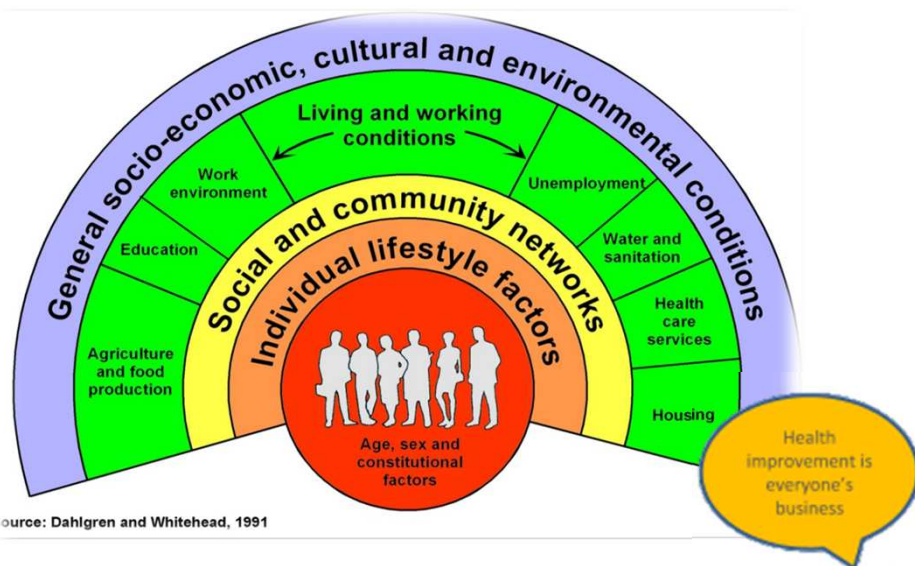 General socio-economic, cultural and environmental conditions
Living and working
conditions
Work
environment
Unemployment
Education
Water and
sanitation
Agriculture
and food
production
Health
care
services
Housing
Social and community networks
Individual lifestyle factors
Age, sex and
constitutional
factors
ource: Dahlgren and Whitehead, 1991
Health
improvement is
everyone's
business